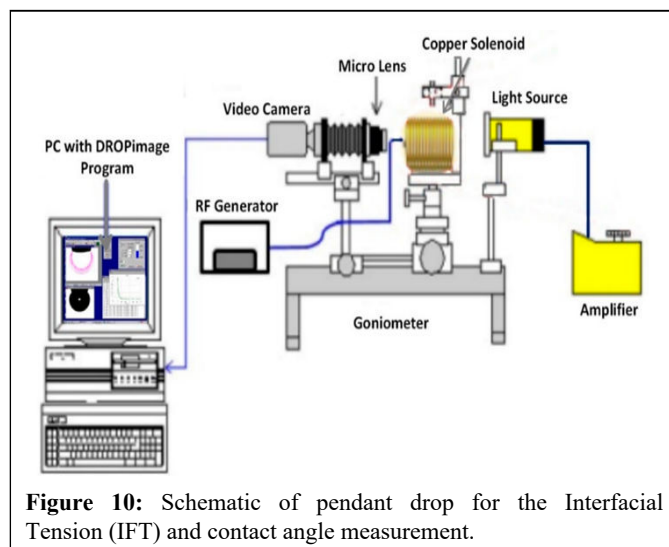 Copper Solenoid
Micro Lens
Light Source
Video Camera
PC with DROPimage
Program
RF Generator
Goniometer
Amplifier
Figure 10: Schematic of pendant drop for the Interfacial
Tension (IFT) and contact angle measurement.